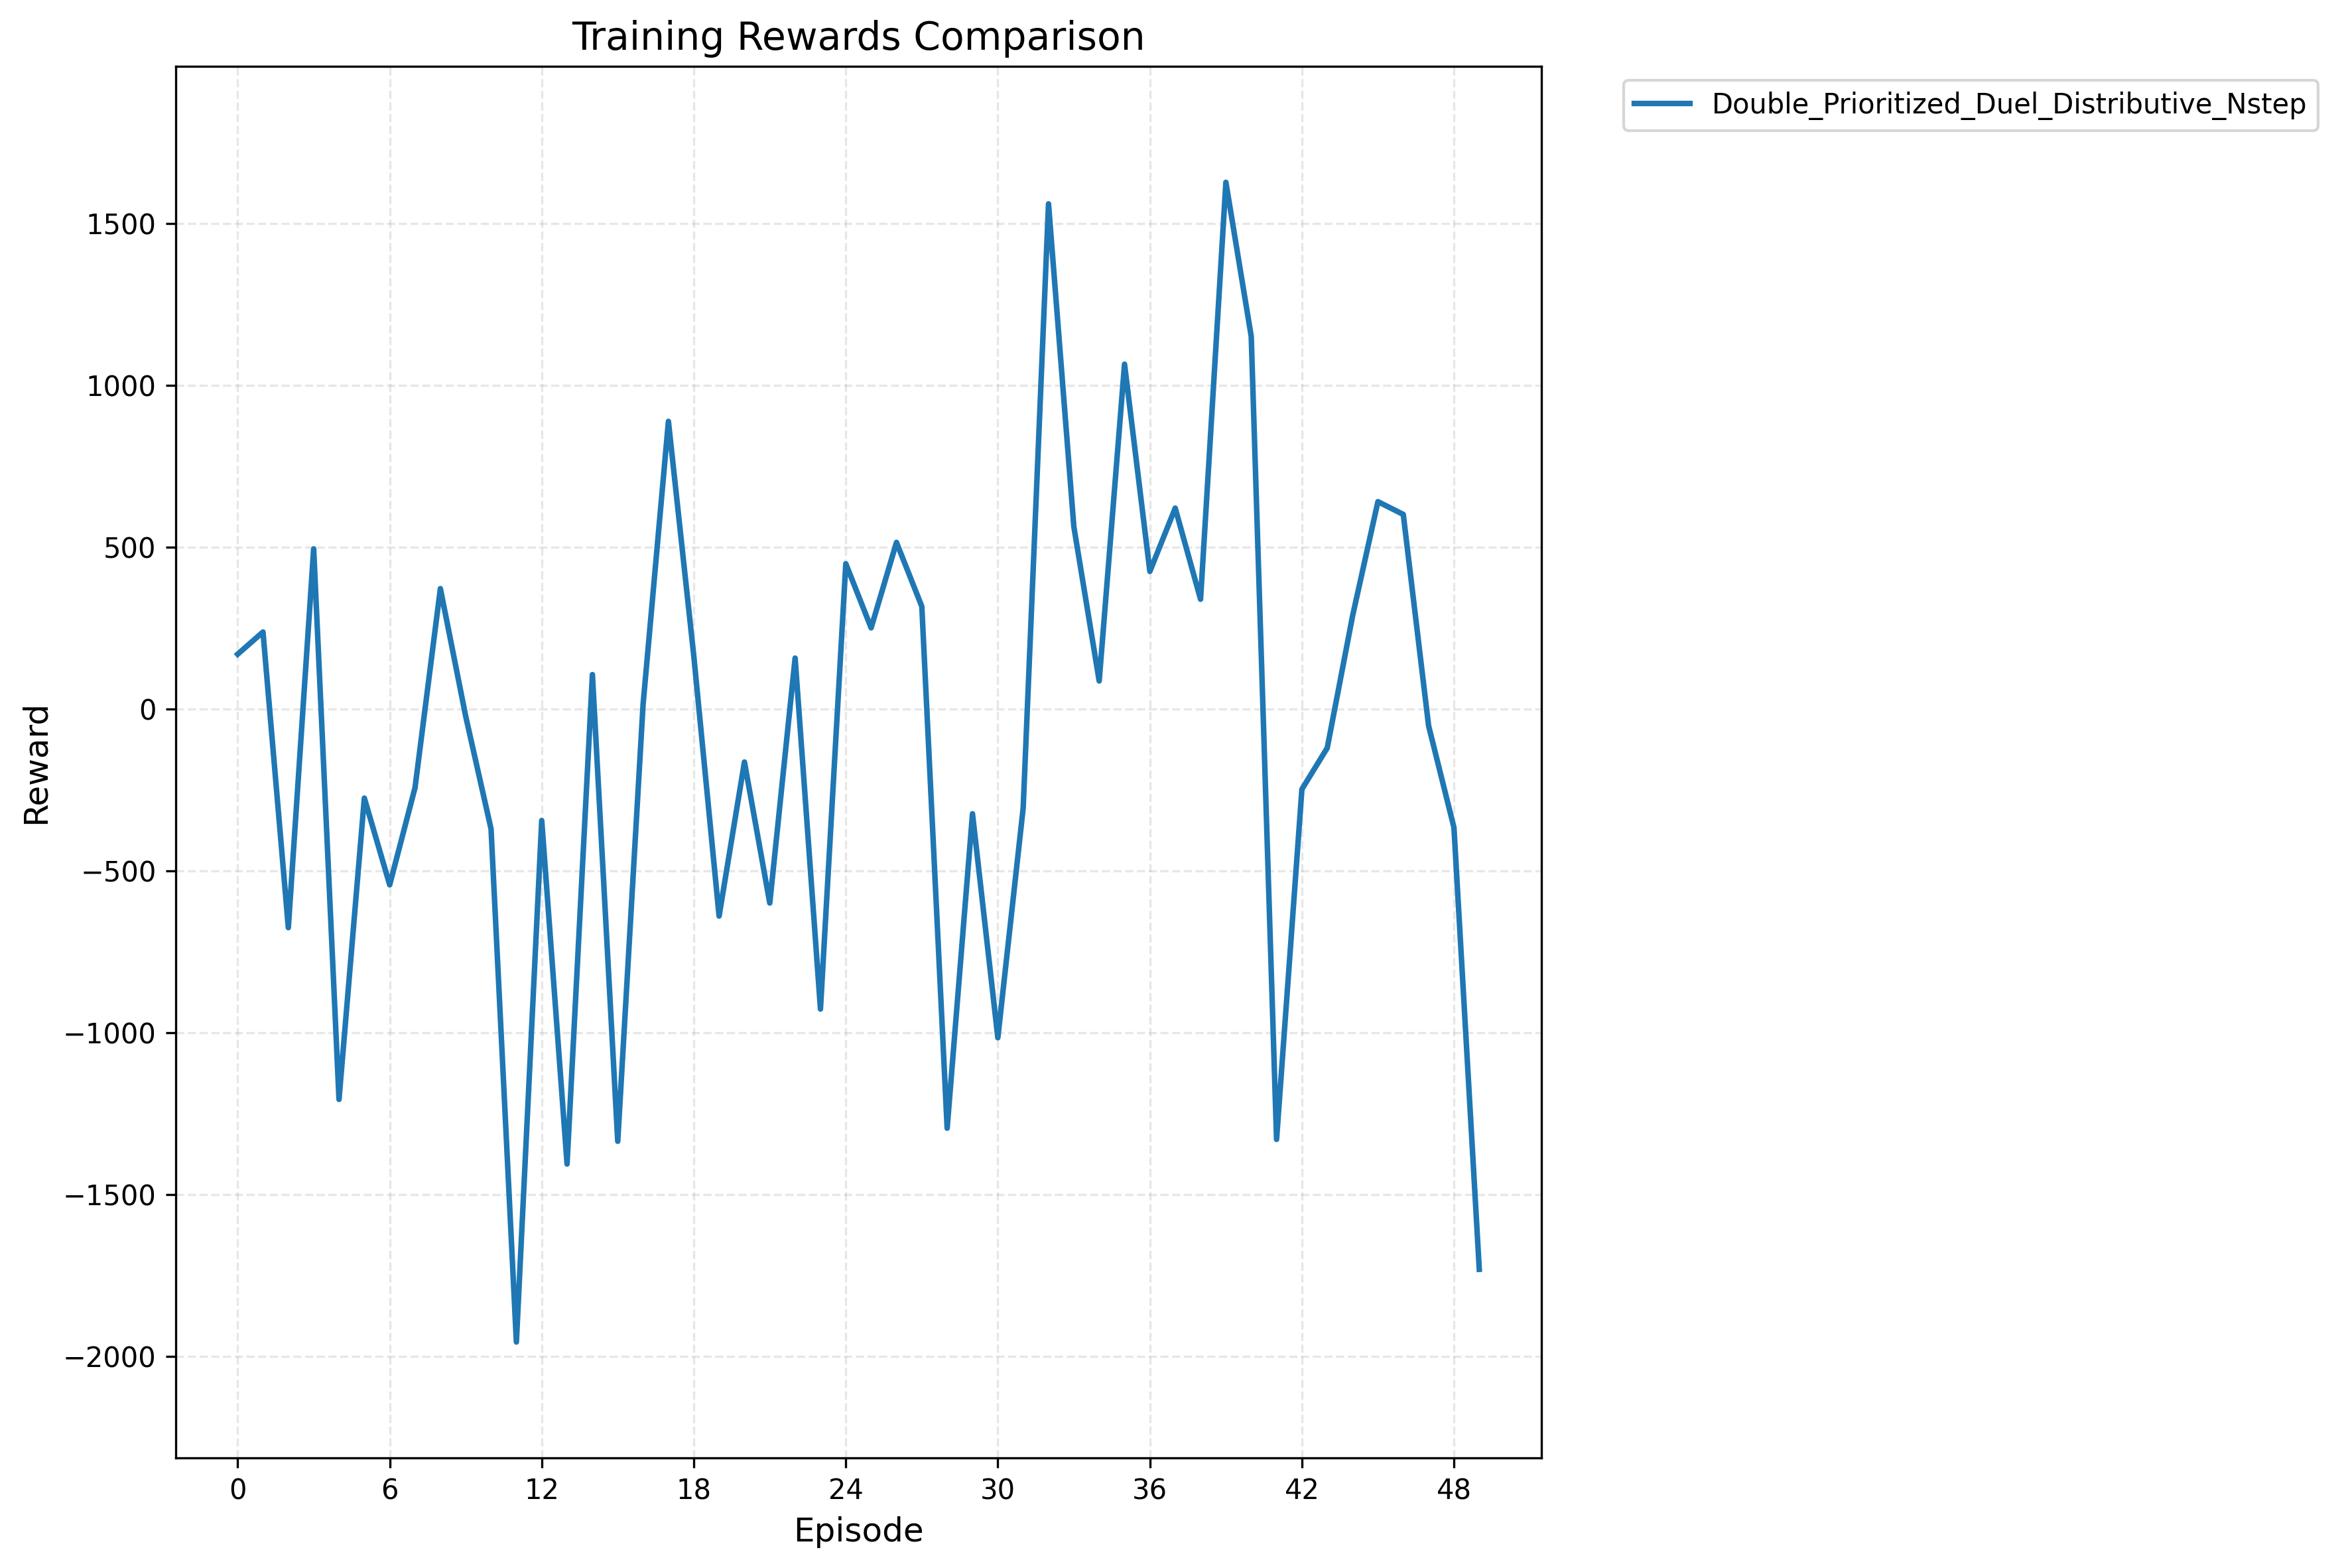 Training Rewards Comparison
Double_Prioritized_Duel_Distributive_Nstep
Reward
1500
1000
500
0
−500
−1000
−1500
−2000
0 6 12 18 24 30 36 42 48
Episode